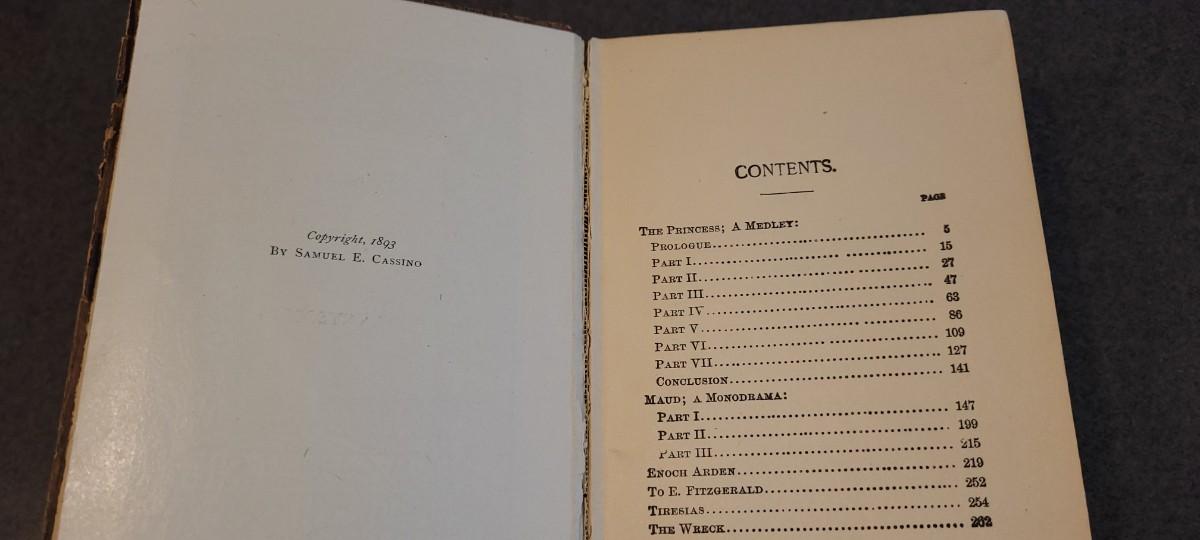 Copyright, 1893
By Samuel E. Cassino
CONTENTS.
PAGE
The Princess; A Medley:
Prologue........................................ 5
Part I........................................ 15
Part II........................................ 27
Part III........................................ 47
Part IV........................................ 63
Part V........................................ 86
Part VI........................................ 109
Part VII........................................ 127
Conclusion........................................ 141
Maud; A Monodrama:
Part I........................................ 147
Part II........................................ 199
Part III........................................ 215
Enoch Arden........................................ 219
To E. Fitzgerald........................................ 252
Tiresias........................................ 254
The Wreck........................................ 262